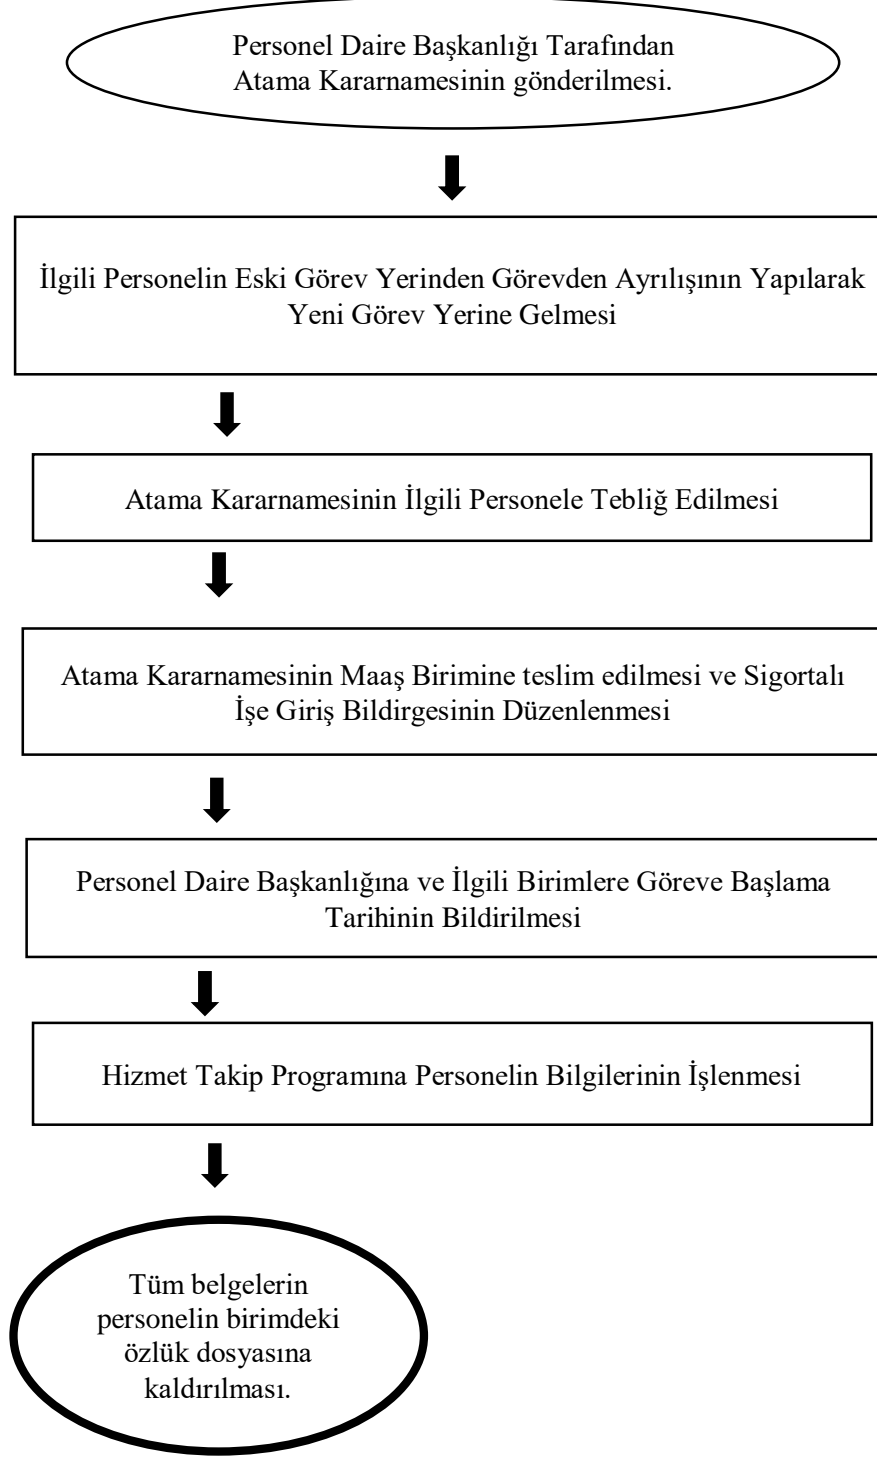 Personel Daire Başkanlığı Tarafından
Atama Kararnamesinin gönderilmesi.
İlgili Personelin Eski Görev Yerinden Görevden Ayrılışının Yapılarak
Yeni Görev Yerine Gelmesi
Atama Kararnamesinin İlgili Personele Tebliğ Edilmesi
Atama Kararnamesinin Maaş Birimine teslim edilmesi ve Sigortalı
İşe Giriş Bildirgesinin Düzenlenmesi
Personel Daire Başkanlığına ve İlgili Birimlere Göreve Başlama
Tarihinin Bildirilmesi
Hizmet Takip Programına Personelin Bilgilerinin İşlenmesi
Tüm belgelerin
personelin birimdeki
özlük dosyasına
kaldırılması.